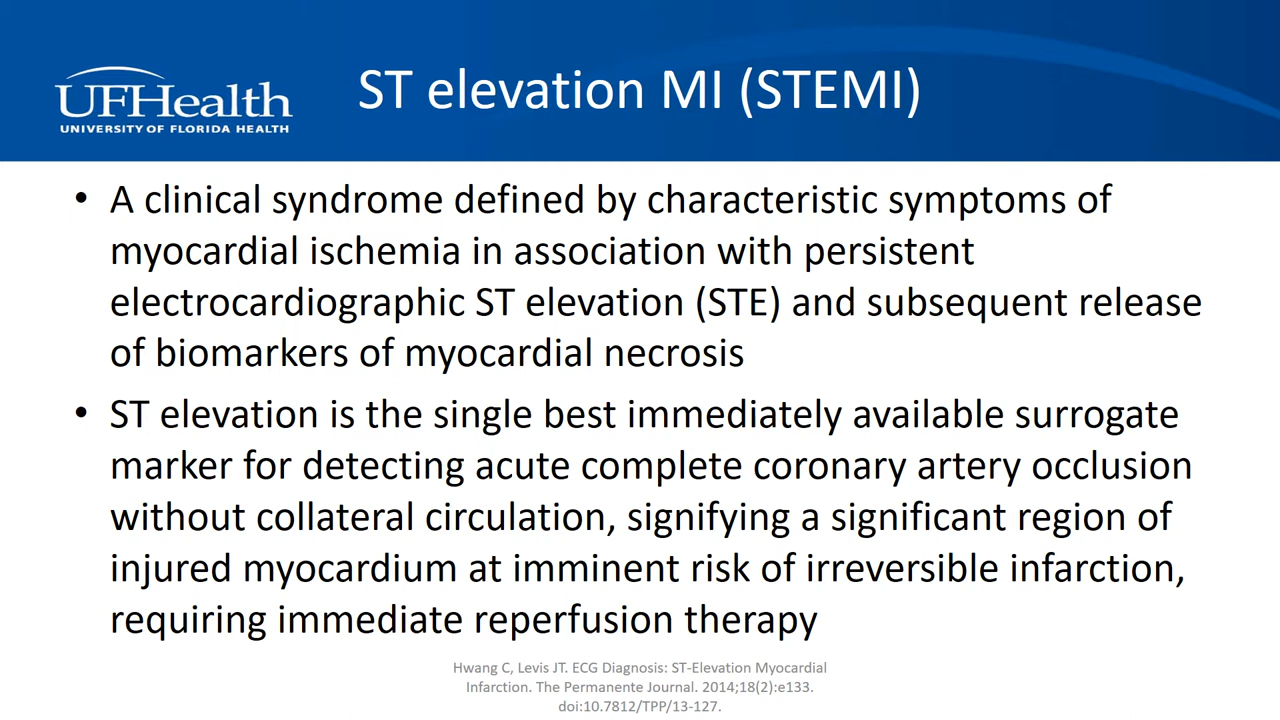 UFHealth
UNIVERSITY OF FLORIDA HEALTH
ST elevation MI (STEMI)
• A clinical syndrome defined by characteristic symptoms of
myocardial ischemia in association with persistent
electrocardiographic ST elevation (STE) and subsequent release
of biomarkers of myocardial necrosis
• ST elevation is the single best immediately available surrogate
marker for detecting acute complete coronary artery occlusion
without collateral circulation, signifying a significant region of
injured myocardium at imminent risk of irreversible infarction,
requiring immediate reperfusion therapy
Hwang C, Levis JT. ECG Diagnosis: ST-Elevation Myocardial
Infarction. The Permanente Journal. 2014;18(2):e133.
doi:10.7812/TPP/13-127.